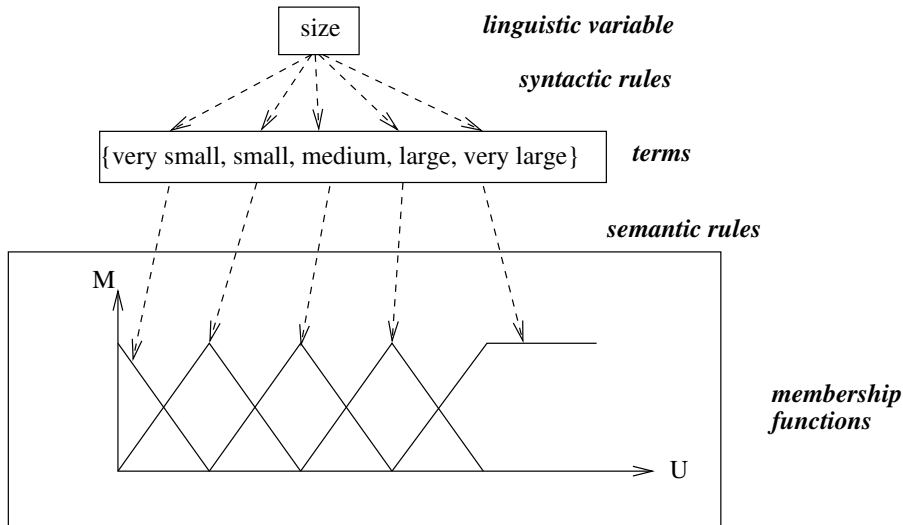 size
linguistic variable
syntactic rules
{very small, small, medium, large, very large}
terms
semantic rules
M
membership
functions
U